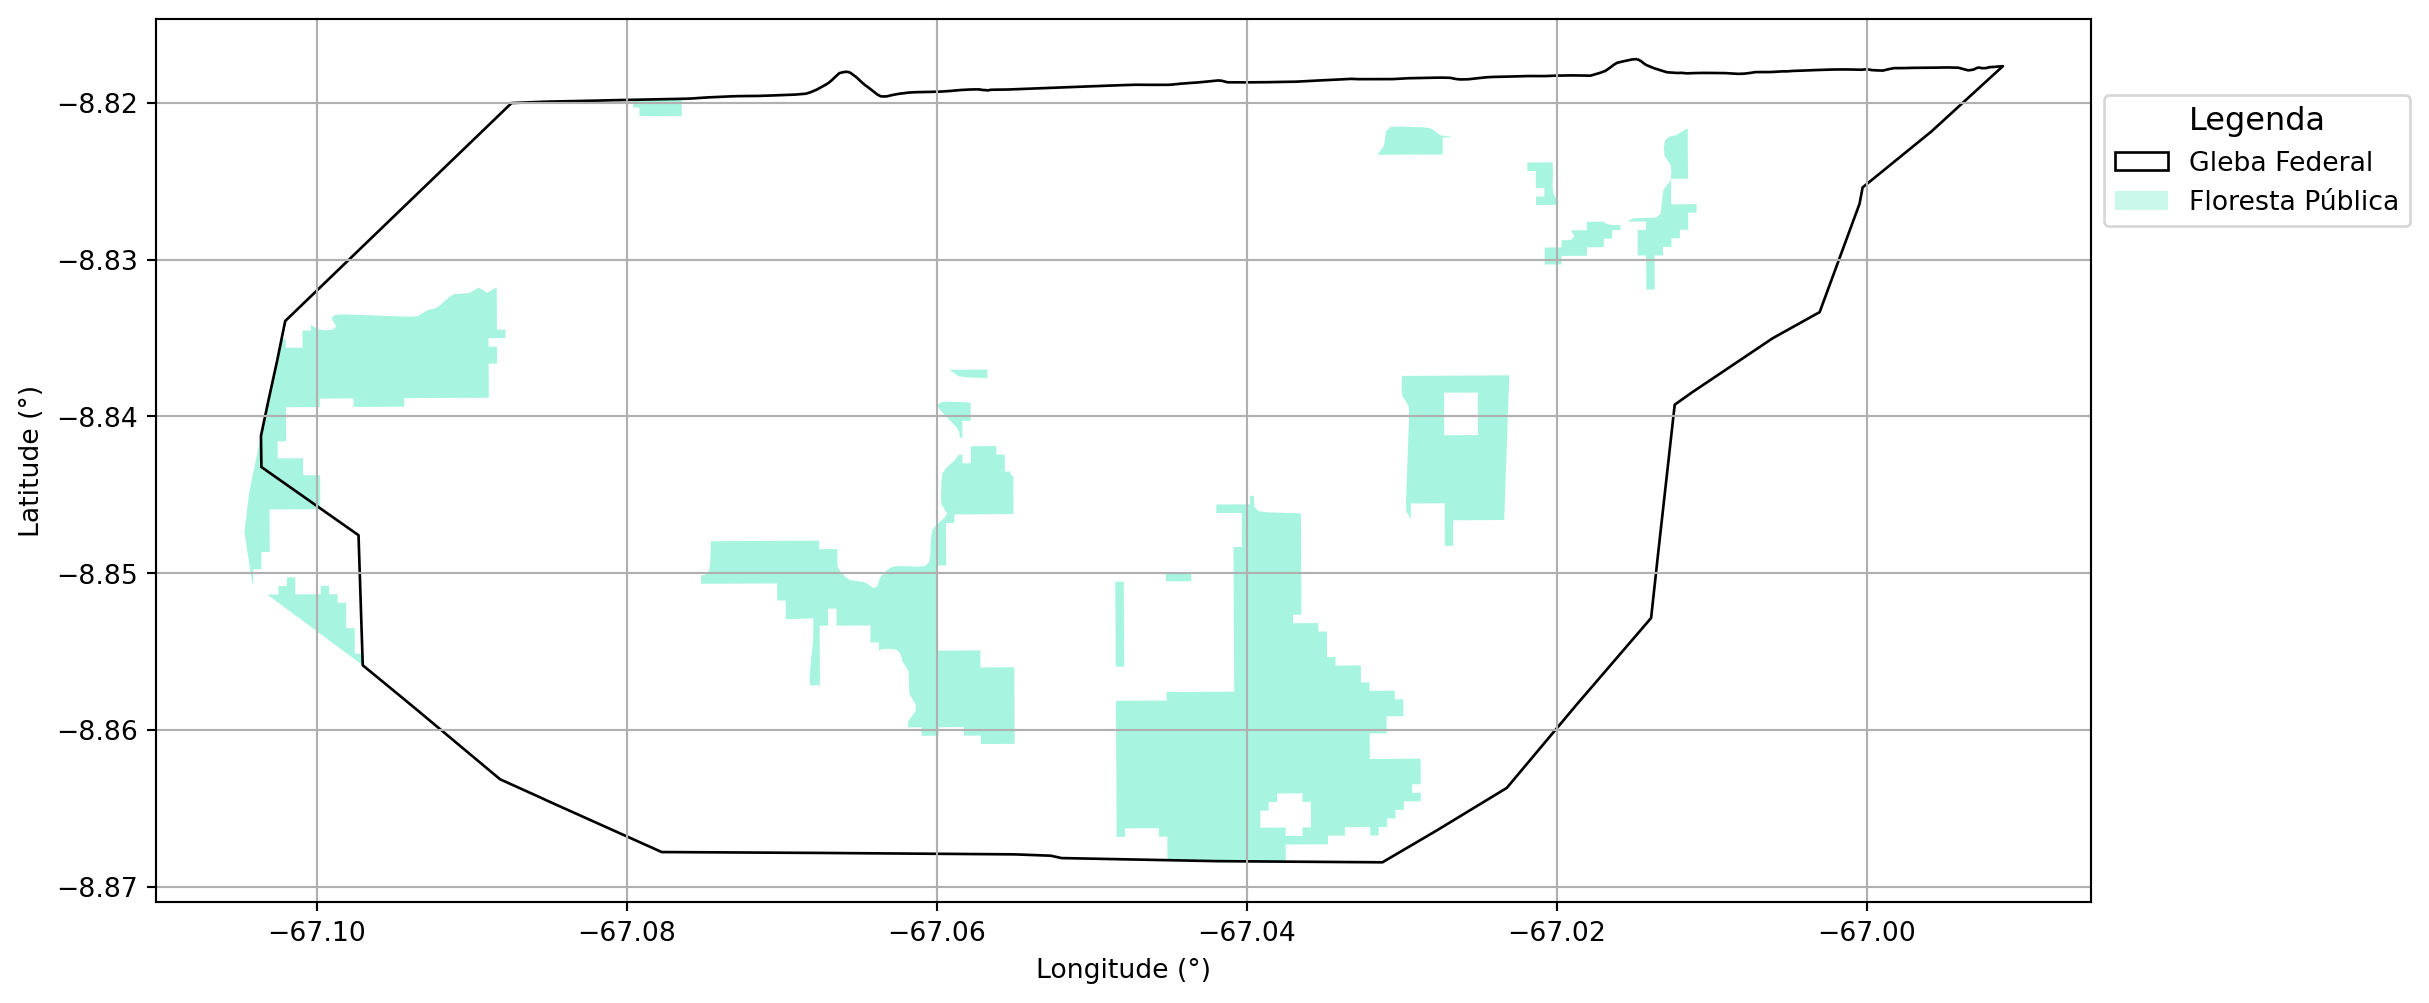 Legenda
Gleba Federal
Floresta Pública
−8.82
−8.83
−8.84
−8.85
−8.86
−8.87
Latitude (°)
−67.10 −67.08 −67.06 −67.04 −67.02 −67.00
Longitude (°)